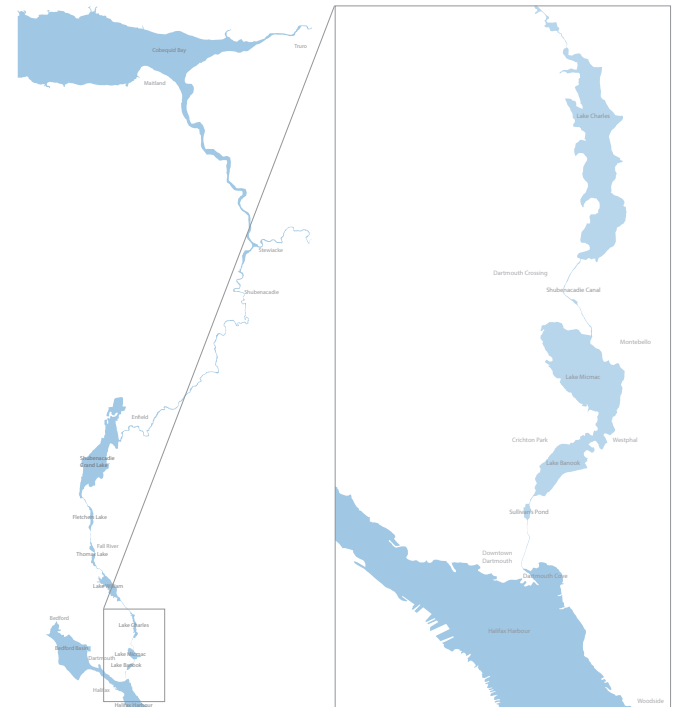 Cobequid Bay
Truro
Maitland
Stewiacke
Shubenacadie
Enfield
Shubenacadie
Grand Lake
Fletchers Lake
Fall River
Thomas Lake
Lake William
Lake Charles
Bedford
Bedford Basin
Lake Micmac
Dartmouth
Lake Banook
Halifax
Halifax Harbour
Lake Charles
Dartmouth Crossing
Shubenacadie Canal
Montebello
Lake Micmac
Crichton Park
Westphal
Lake Banook
Sullivan's Pond
Downtown
Dartmouth
Dartmouth Cove
Halifax Harbour
Woodside